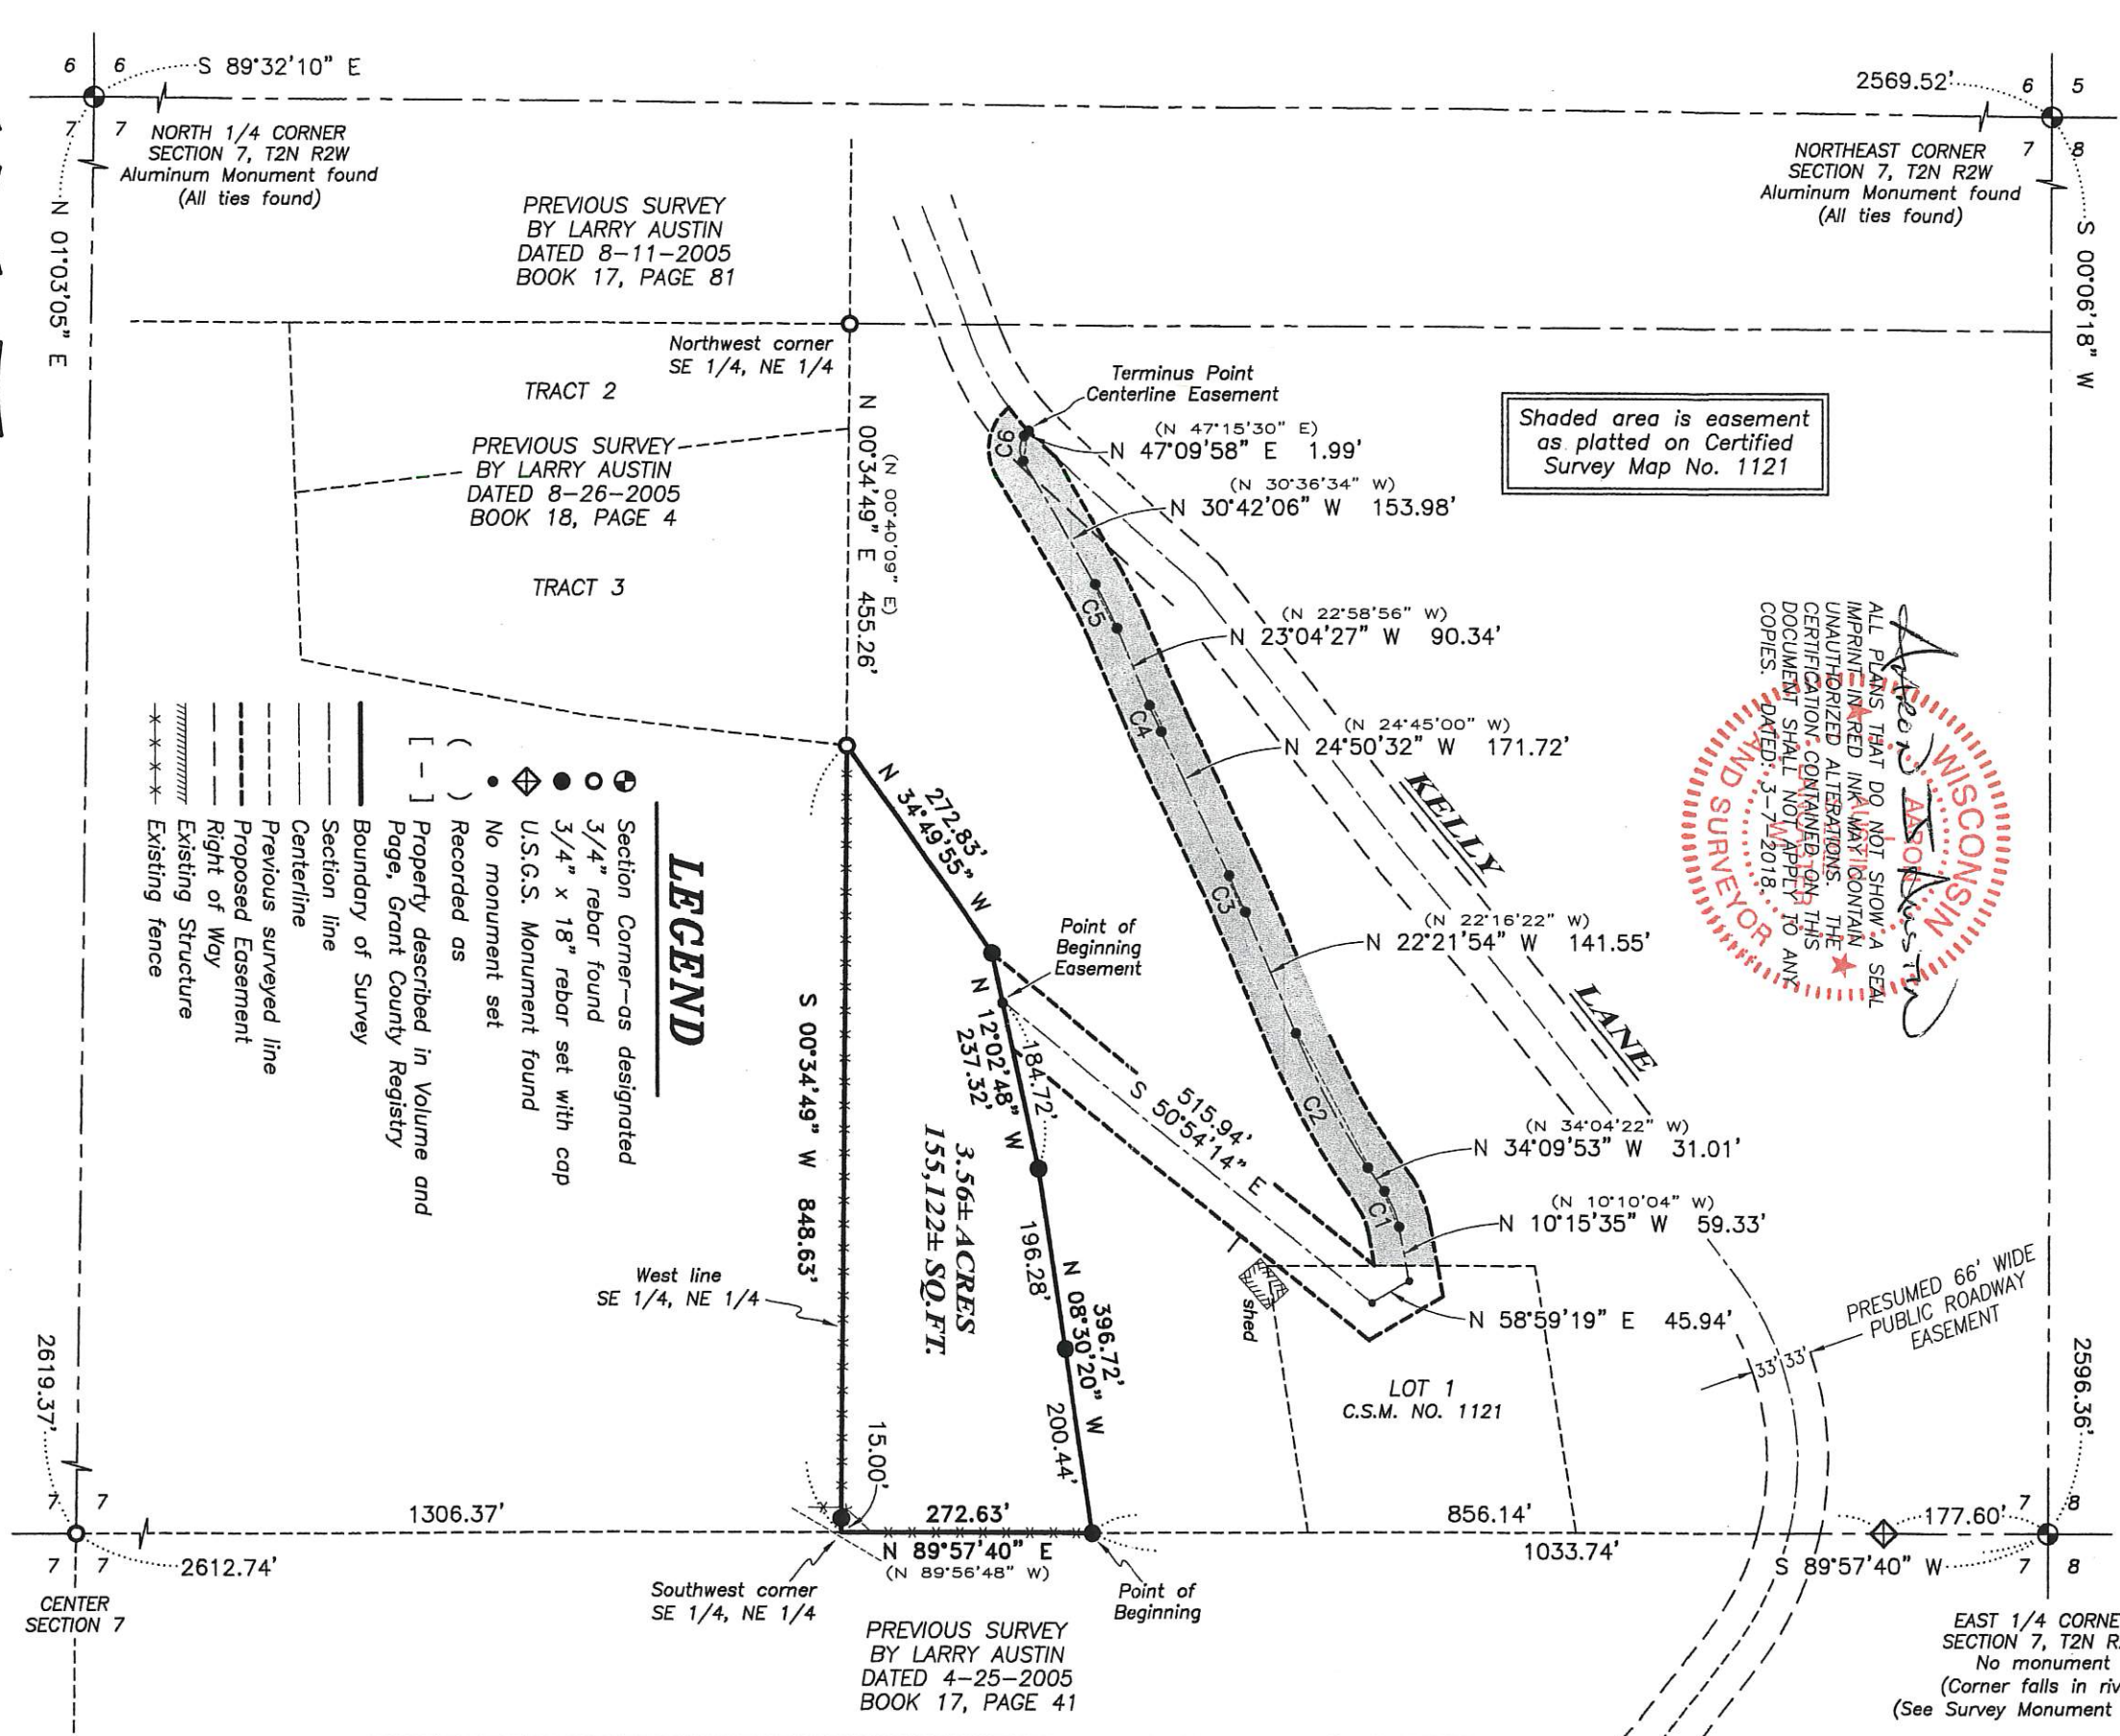 6 6
S 89°32'10" E
7 7
NORTH 1/4 CORNER
SECTION 7, T2N R2W
Aluminum Monument found
(All ties found)
N 01°03'05" E
2569.52'
6 5
7 8
NORTHEAST CORNER
SECTION 7, T2N R2W
Aluminum Monument found
(All ties found)
S 00°06'18" W
PREVIOUS SURVEY
BY LARRY AUSTIN
DATED 8-11-2005
BOOK 17, PAGE 81
Northwest corner
SE 1/4, NE 1/4
TRACT 2
PREVIOUS SURVEY
BY LARRY AUSTIN
DATED 8-26-2005
BOOK 18, PAGE 4
TRACT 3
(N 00°40'09" E)
N 00°34'49" E 455.26'
Terminus Point
Centerline Easement
(N 47°15'30" E)
N 47°09'58" E 1.99'
C6
(N 30°36'34" W)
N 30°42'06" W 153.98'
C5
(N 22°58'56" W)
N 23°04'27" W 90.34'
C4
(N 24°45'00" W)
N 24°50'32" W 171.72'
C3
(N 22°16'22" W)
N 22°21'54" W 141.55'
C2
(N 34°04'22" W)
N 34°09'53" W 31.01'
C1
(N 10°10'04" W)
N 10°15'35" W 59.33'
N 58°59'19" E 45.94'
Shaded area is easement
as platted on Certified
Survey Map No. 1121
KELLY
LANE
ALL PLANS THAT DO NOT SHOW A SEAL
IMPRINT IN RED INK MAY CONTAIN
UNAUTHORIZED ALTERATIONS. THE
CERTIFICATION CONTAINED ON THIS
DOCUMENT SHALL NOT APPLY TO ANY
COPIES. DATED: 3-7-2018.
WISCONSIN
AARON
AUSTIN
LANCASTER
WI
LAND SURVEYOR
272.83'
N 34°49'55" W
Point of
Beginning
Easement
N 12°02'48" W
237.32'
184.72'
515.94'
S 50°54'14" E
3.56± ACRES
155,122± SQ.FT.
S 00°34'49" W 848.63'
196.28'
396.72'
N 08°30'20" W
200.44'
West line
SE 1/4, NE 1/4
15.00'
shed
LOT 1
C.S.M. NO. 1121
PRESUMED 66' WIDE
PUBLIC ROADWAY
EASEMENT
33' 33'
2596.36'
LEGEND
Section Corner-as designated
3/4" rebar found
3/4" x 18" rebar set with cap
U.S.G.S. Monument found
No monument set
( ) Recorded as
[ - ] Property described in Volume and
Page, Grant County Registry
Boundary of Survey
Section line
Centerline
Previous surveyed line
Proposed Easement
Right of Way
Existing Structure
Existing fence
2619.37'
7 7
7 7
CENTER
SECTION 7
2612.74'
1306.37'
272.63'
N 89°57'40" E
(N 89°56'48" W)
Southwest corner
SE 1/4, NE 1/4
Point of
Beginning
PREVIOUS SURVEY
BY LARRY AUSTIN
DATED 4-25-2005
BOOK 17, PAGE 41
856.14'
1033.74'
177.60'
S 89°57'40" W
7 8
7 8
EAST 1/4 CORNE
SECTION 7, T2N R
No monument
(Corner falls in riv
(See Survey Monument